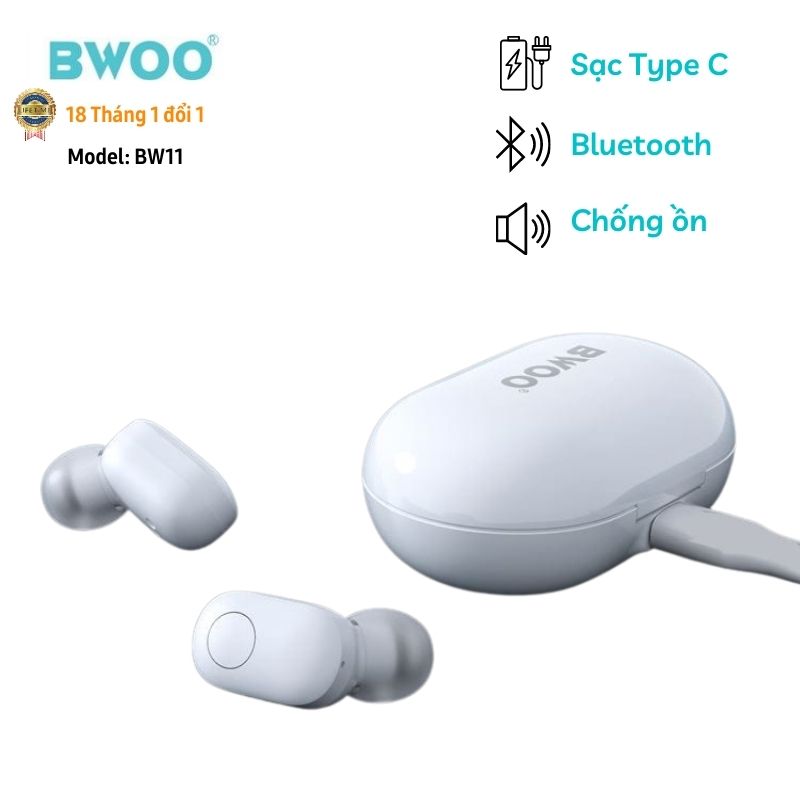 BWOO®
18 Tháng 1 đổi 1
Model: BW11
Sạc Type C
Bluetooth
Chống ồn
BWOO®